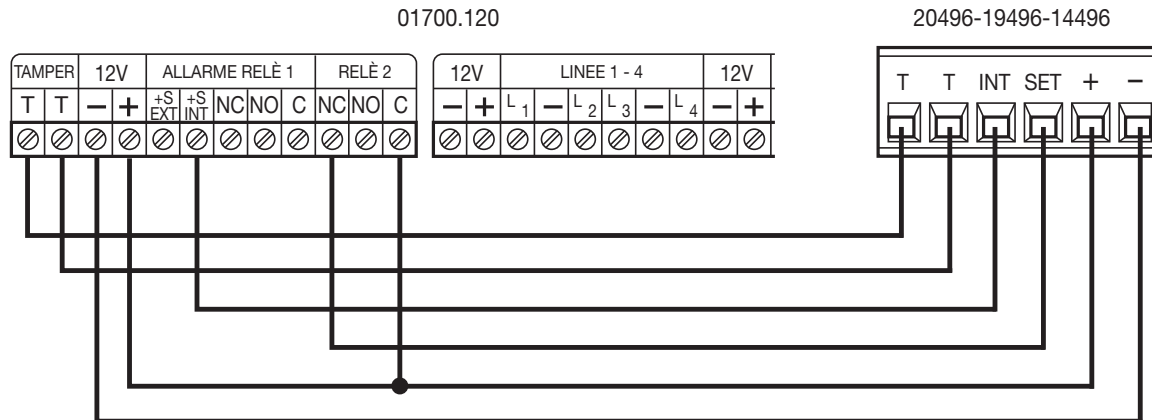 01700.120
20496-19496-14496
TAMPER 12V ALLARME RELÈ 1 RELÈ 2
T T − + +S EXT +S INT NC NO C NC NO C
12V LINEE 1 - 4 12V
− + L1 − L2 L3 − L4 − +
T T INT SET + −